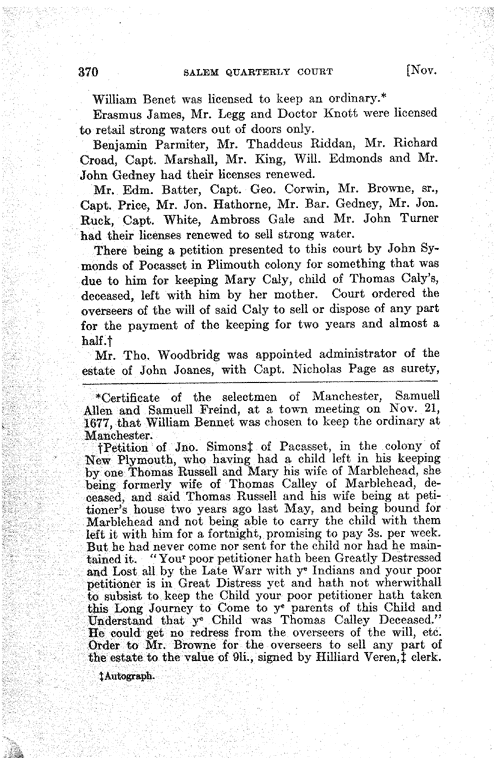 370 SALEM QUARTERLY COURT [Nov.
William Benet was licensed to keep an ordinary.*
Erasmus James, Mr. Legg and Doctor Knott were licensed
to retail strong waters out of doors only.
Benjamin Parmiter, Mr. Thaddeus Riddan, Mr. Richard
Croad, Capt. Marshall, Mr. King, Will. Edmonds and Mr.
John Gedney had their licenses renewed.
Mr. Edm. Batter, Capt. Geo. Corwin, Mr. Browne, sr.,
Capt. Price, Mr. Jon. Hathorne, Mr. Bar. Gedney, Mr. Jon.
Ruck, Capt. White, Ambross Gale and Mr. John Turner
had their licenses renewed to sell strong water.
There being a petition presented to this court by John Sy-
monds of Pocasset in Plimouth colony for something that was
due to him for keeping Mary Caly, child of Thomas Caly's,
deceased, left with him by her mother. Court ordered the
overseers of the will of said Caly to sell or dispose of any part
for the payment of the keeping for two years and almost a
half.†
Mr. Tho. Woodbridg was appointed administrator of the
estate of John Joanes, with Capt. Nicholas Page as surety,
*Certificate of the selectmen of Manchester, Samuell
Allen and Samuell Freind, at a town meeting on Nov. 21,
1677, that William Bennet was chosen to keep the ordinary at
Manchester.
†Petition of Jno. Simons‡ of Pacasset, in the colony of
New Plymouth, who having had a child left in his keeping
by one Thomas Russell and Mary his wife of Marblehead, she
being formerly wife of Thomas Calley of Marblehead, de-
ceased, and said Thomas Russell and his wife being at peti-
tioner's house two years ago last May, and being bound for
Marblehead and not being able to carry the child with them
left it with him for a fortnight, promising to pay 3s. per week.
But he had never come nor sent for the child nor had he main-
tained it. "Youʳ poor petitioner hath been Greatly Destressed
and Lost all by the Late Warr with yᵉ Indians and your poor
petitioner is in Great Distress yet and hath not wherwithall
to subsist to keep the Child your poor petitioner hath taken
this Long Journey to Come to yᵉ parents of this Child and
Understand that yᵉ Child was Thomas Calley Deceased."
He could get no redress from the overseers of the will, etc.
Order to Mr. Browne for the overseers to sell any part of
the estate to the value of 9li., signed by Hilliard Veren,‡ clerk.
‡Autograph.